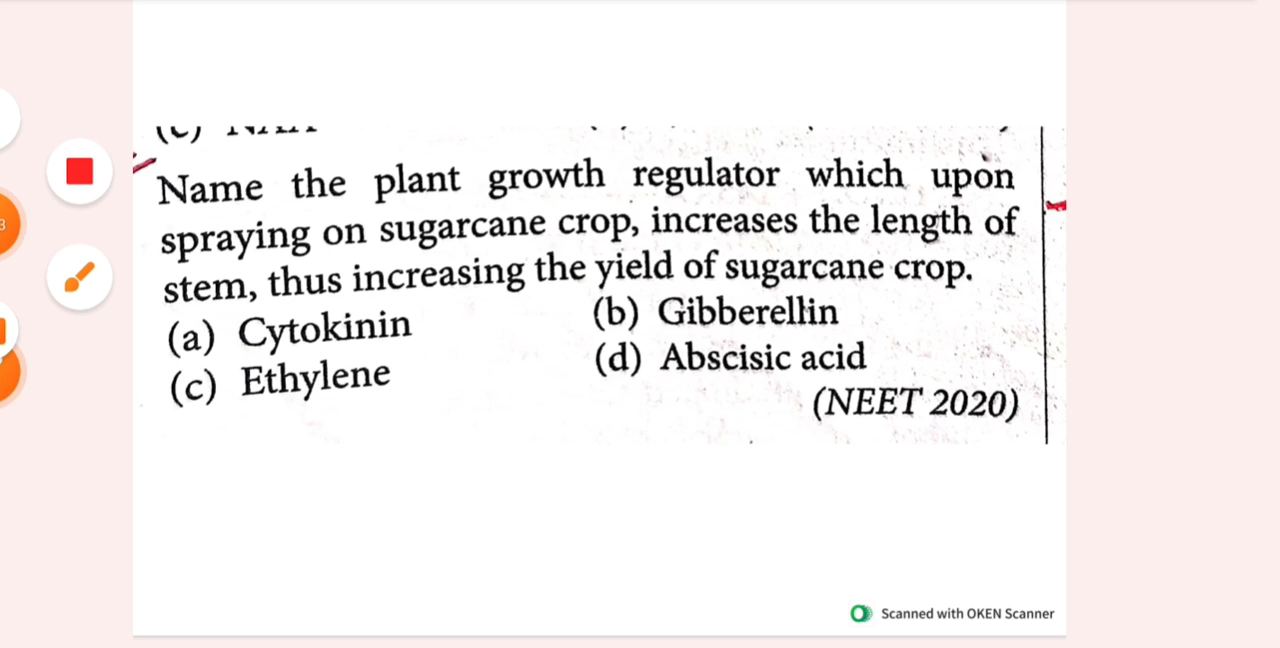 Name the plant growth regulator which upon
spraying on sugarcane crop, increases the length of
stem, thus increasing the yield of sugarcane crop.
(a) Cytokinin (b) Gibberellin
(c) Ethylene (d) Abscisic acid
(NEET 2020)
Scanned with OKEN Scanner